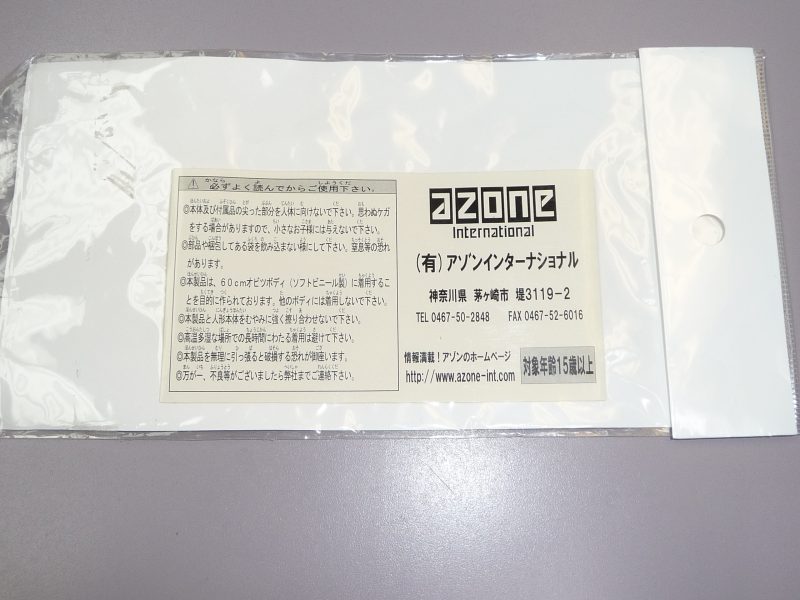 ⚠ 必ずよく読んでからご使用下さい。
◎本体及び付属品の尖った部分を人体に向けないで下さい。思わぬケガ
をする場合がありますので、小さなお子様には与えないで下さい。
◎部品や梱包してある袋を飲み込まない様にして下さい。窒息等の恐れ
があります。
◎本製品は、60cmオビツボディ(ソフトビニール製)に着用するこ
とを目的に作られております。他のボディには着用しないで下さい。
◎本製品と人形本体をむやみに強く擦り合わせないで下さい。
◎高温多湿な場所での長時間にわたる着用は避けて下さい。
◎本製品を無理に引っ張ると破損する恐れが御座います。
◎万が一、不良等がございましたら弊社までご連絡下さい。
azone
International
(有)アゾンインターナショナル
神奈川県 茅ヶ崎市 堤3119-2
TEL 0467-50-2848 FAX 0467-52-6016
情報満載!アゾンのホームページ
http://www.azone-int.com
対象年齢15歳以上